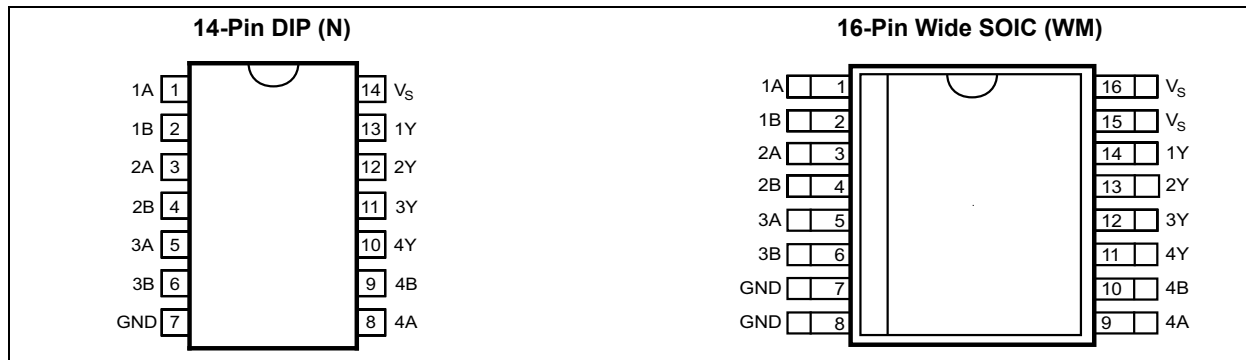 14-Pin DIP (N)
1A 1 14 VS
1B 2 13 1Y
2A 3 12 2Y
2B 4 11 3Y
3A 5 10 4Y
3B 6 9 4B
GND 7 8 4A
16-Pin Wide SOIC (WM)
1A 1 16 VS
1B 2 15 VS
2A 3 14 1Y
2B 4 13 2Y
3A 5 12 3Y
3B 6 11 4Y
GND 7 10 4B
GND 8 9 4A